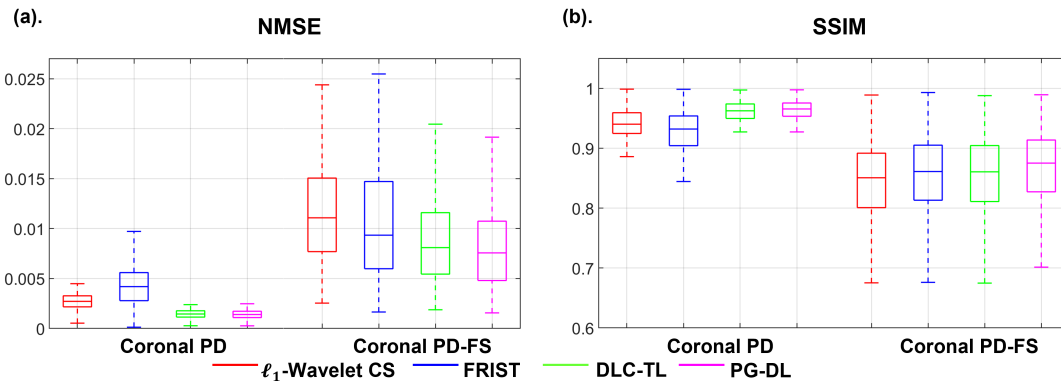 (a).
NMSE
0.025
0.02
0.015
0.01
0.005
0
Coronal PD
Coronal PD-FS
(b).
SSIM
1
0.9
0.8
0.7
0.6
Coronal PD
Coronal PD-FS
ℓ₁-Wavelet CS
FRIST
DLC-TL
PG-DL